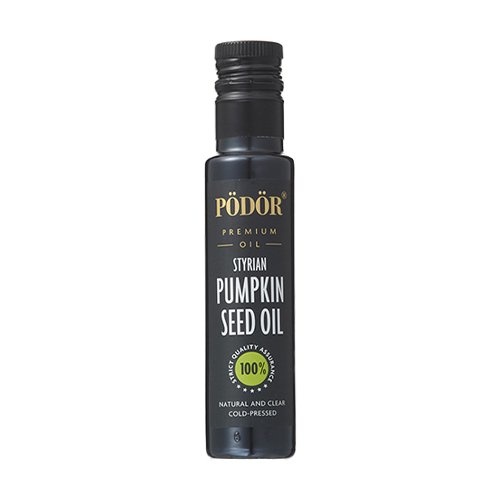 PÖDÖR®
PREMIUM
OIL
STYRIAN
PUMPKIN
SEED OIL
STRICT QUALITY ASSURANCE
100%
NATURAL AND CLEAR
COLD-PRESSED